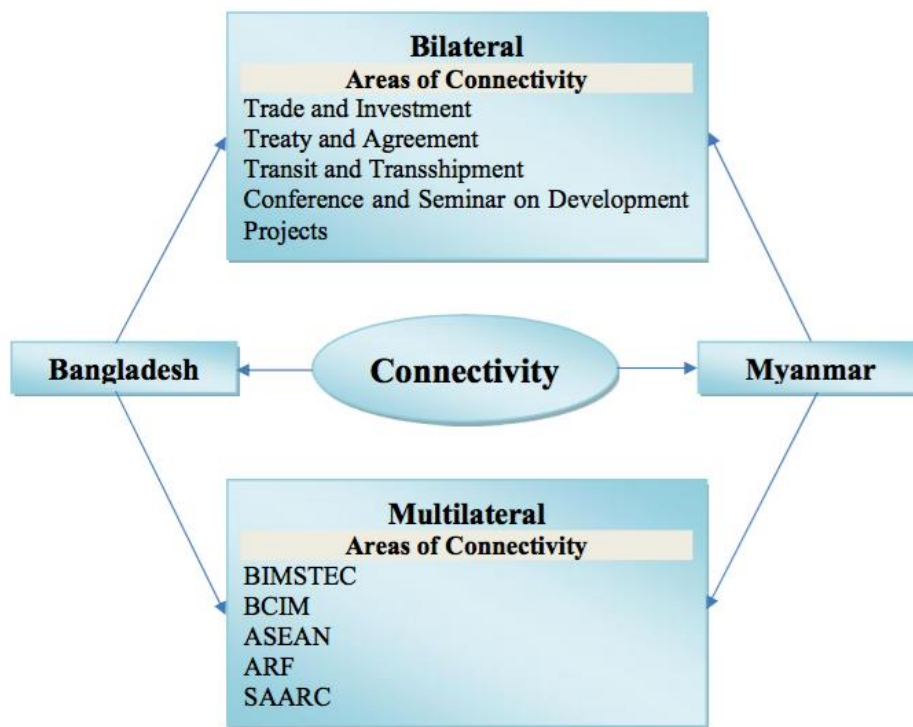 Bilateral
Areas of Connectivity
Trade and Investment
Treaty and Agreement
Transit and Transshipment
Conference and Seminar on Development
Projects
Bangladesh
Connectivity
Myanmar
Multilateral
Areas of Connectivity
BIMSTEC
BCIM
ASEAN
ARF
SAARC